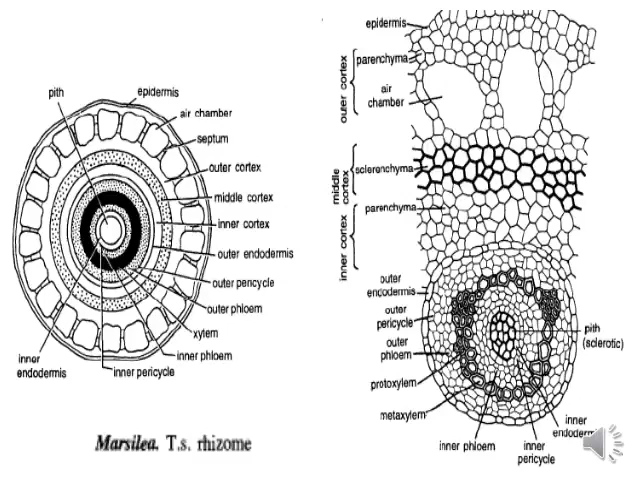 pith
epidermis
air chamber
septum
outer cortex
middle cortex
inner cortex
outer endodermis
outer pencycle
outer phloem
xylem
inner phloem
inner pericycle
inner
endodermis
Marsilea. T.s. rhizome
epidermis
parenchyma
air
chamber
outer cortex
sclerenchyma
middle
cortex
parenchyma
inner cortex
outer
endodermis
outer
pericycle
outer
phloem
protoxylem
metaxylem
inner phloem
inner
pericycle
inner
endoderm
pith
(sclerotic)